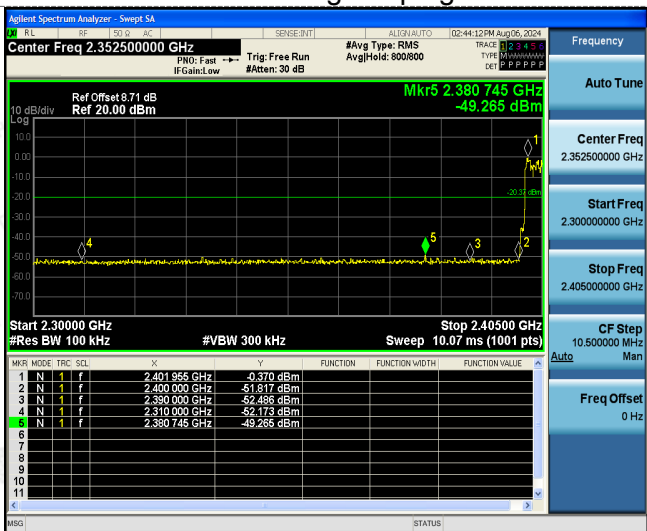 Agilent Spectrum Analyzer - Swept SA
RL RF 50 Ω AC SENSE:INT ALIGN AUTO 02:44:12 PM Aug 06, 2024
Center Freq 2.352500000 GHz
PNO: Fast
IFGain:Low
Trig: Free Run
#Atten: 30 dB
#Avg Type: RMS
Avg|Hold: 800/800
TRACE 1 2 3 4 5 6
TYPE M
DET P P P P P P
Ref Offset 8.71 dB
10 dB/div Ref 20.00 dBm
Log
Mkr5 2.380 745 GHz
-49.265 dBm
10.0
0.00
-10.0
-20.0
-30.0
-40.0
-50.0
-60.0
-70.0
1
-20.37 dBm
4
5
3
2
Start 2.30000 GHz Stop 2.40500 GHz
#Res BW 100 kHz #VBW 300 kHz Sweep 10.07 ms (1001 pts)
MKR MODE TRC SCL X Y FUNCTION FUNCTION WIDTH FUNCTION VALUE
1 N 1 f 2.401 955 GHz -0.370 dBm
2 N 1 f 2.400 000 GHz -51.817 dBm
3 N 1 f 2.390 000 GHz -52.486 dBm
4 N 1 f 2.310 000 GHz -52.173 dBm
5 N 1 f 2.380 745 GHz -49.265 dBm
6
7
8
9
10
11
MSG STATUS
Frequency
Auto Tune
Center Freq
2.352500000 GHz
Start Freq
2.300000000 GHz
Stop Freq
2.405000000 GHz
CF Step
10.500000 MHz
Auto Man
Freq Offset
0 Hz